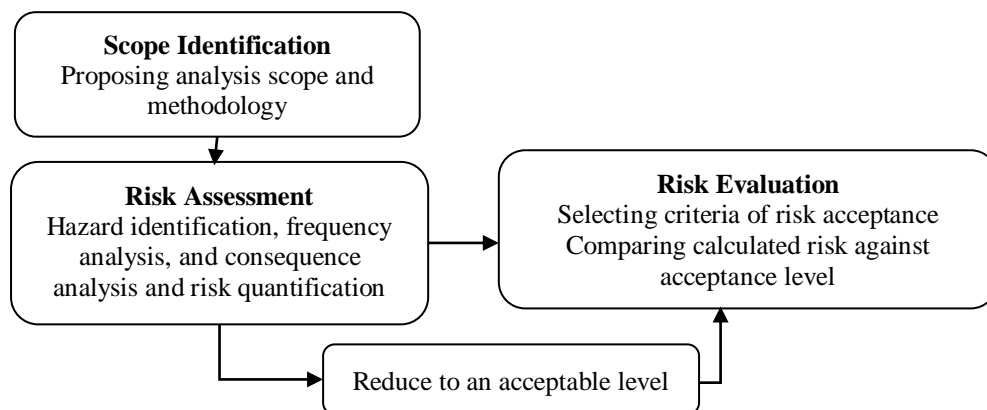 Scope Identification
Proposing analysis scope and
methodology
Risk Assessment
Hazard identification, frequency
analysis, and consequence
analysis and risk quantification
Risk Evaluation
Selecting criteria of risk acceptance
Comparing calculated risk against
acceptance level
Reduce to an acceptable level